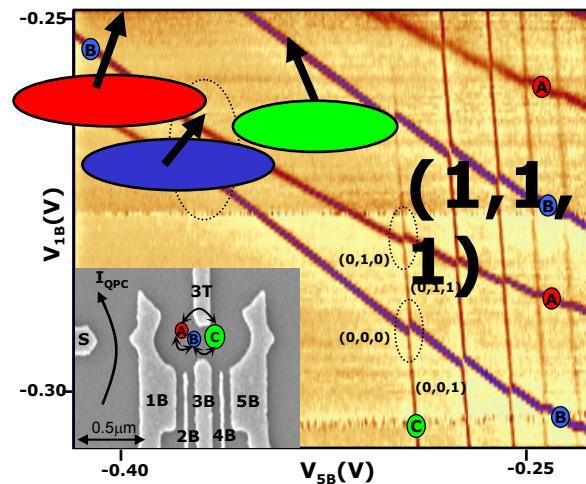 -0.25
B
A
(1,1,
1)
B
V1B(V)
(0,1,0)
(0,1,1)
A
IQPC
3T
A
B
C
(0,0,0)
S
(0,0,1)
-0.30
1B
3B
5B
B
C
0.5μm
2B
4B
-0.40
V5B(V)
-0.25